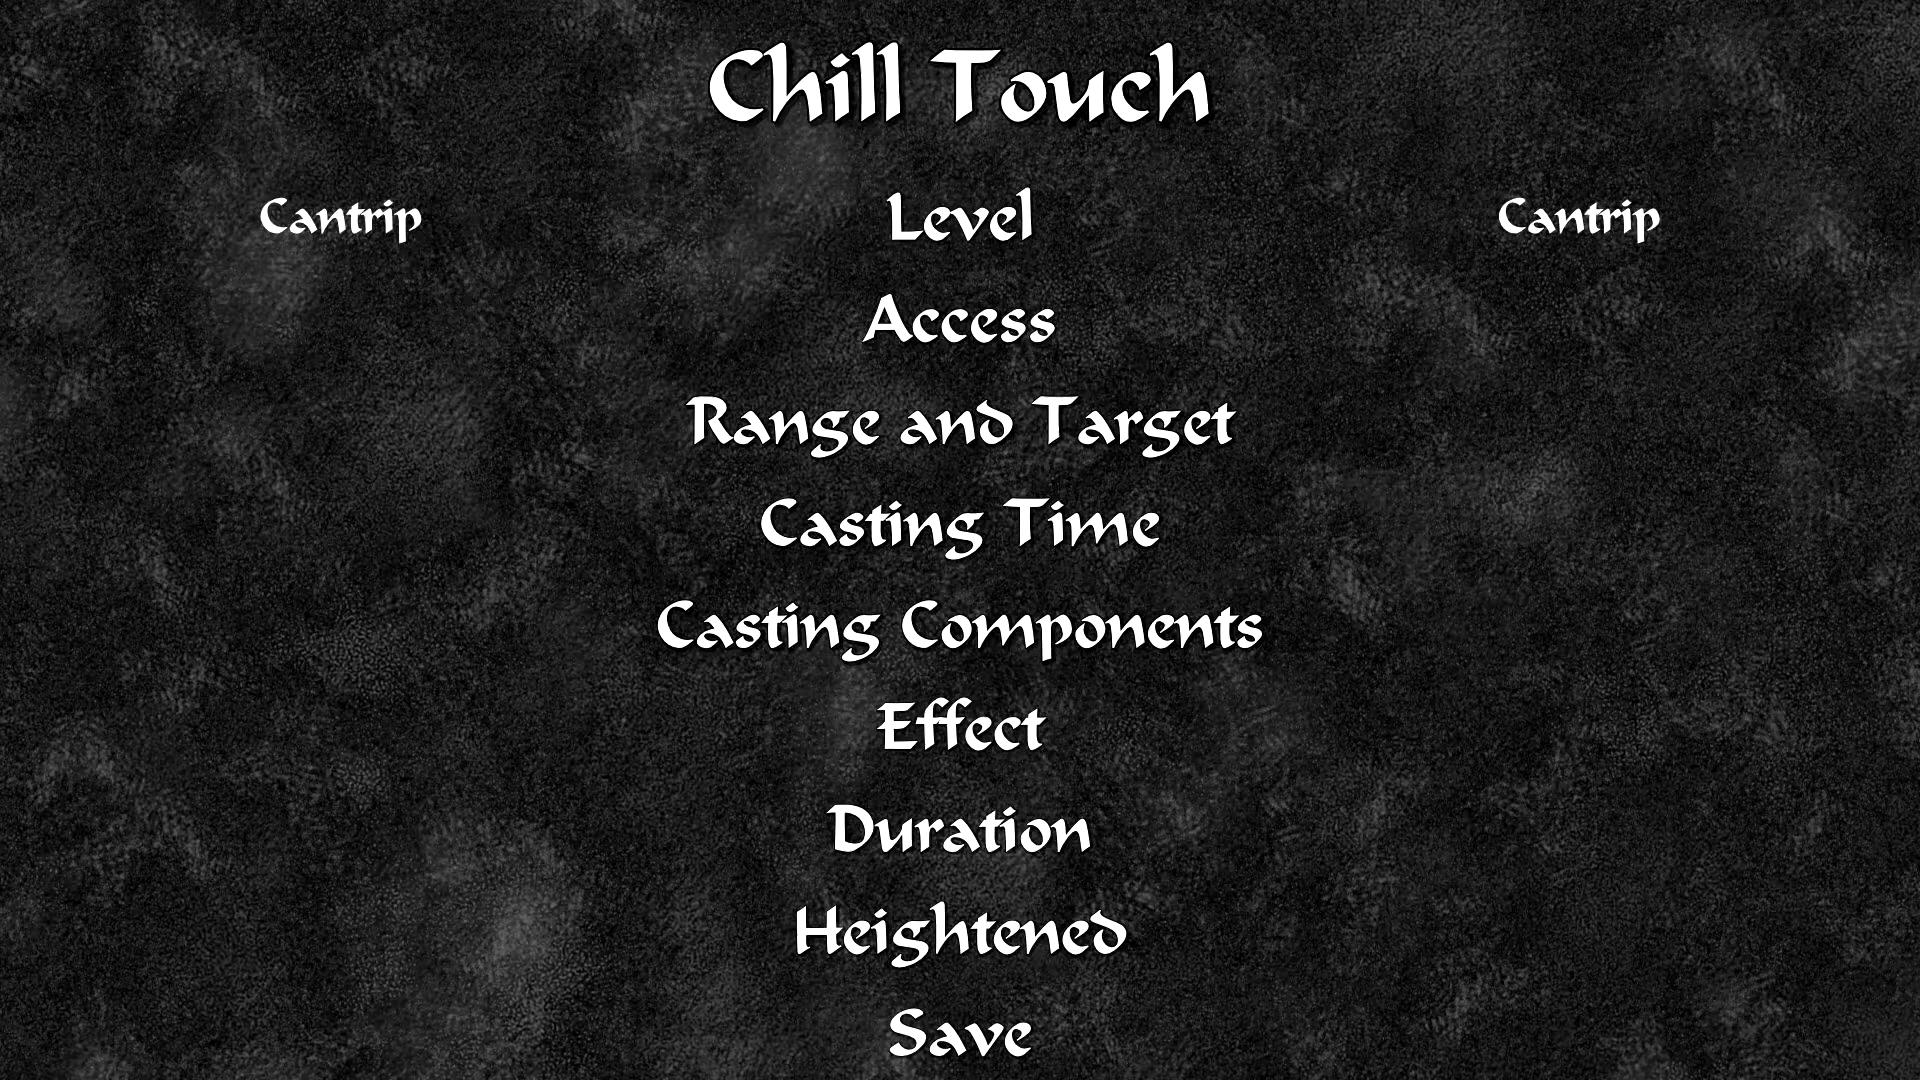 Chill Touch
Cantrip Level Cantrip
Access
Range and Target
Casting Time
Casting Components
Effect
Duration
Heightened
Save